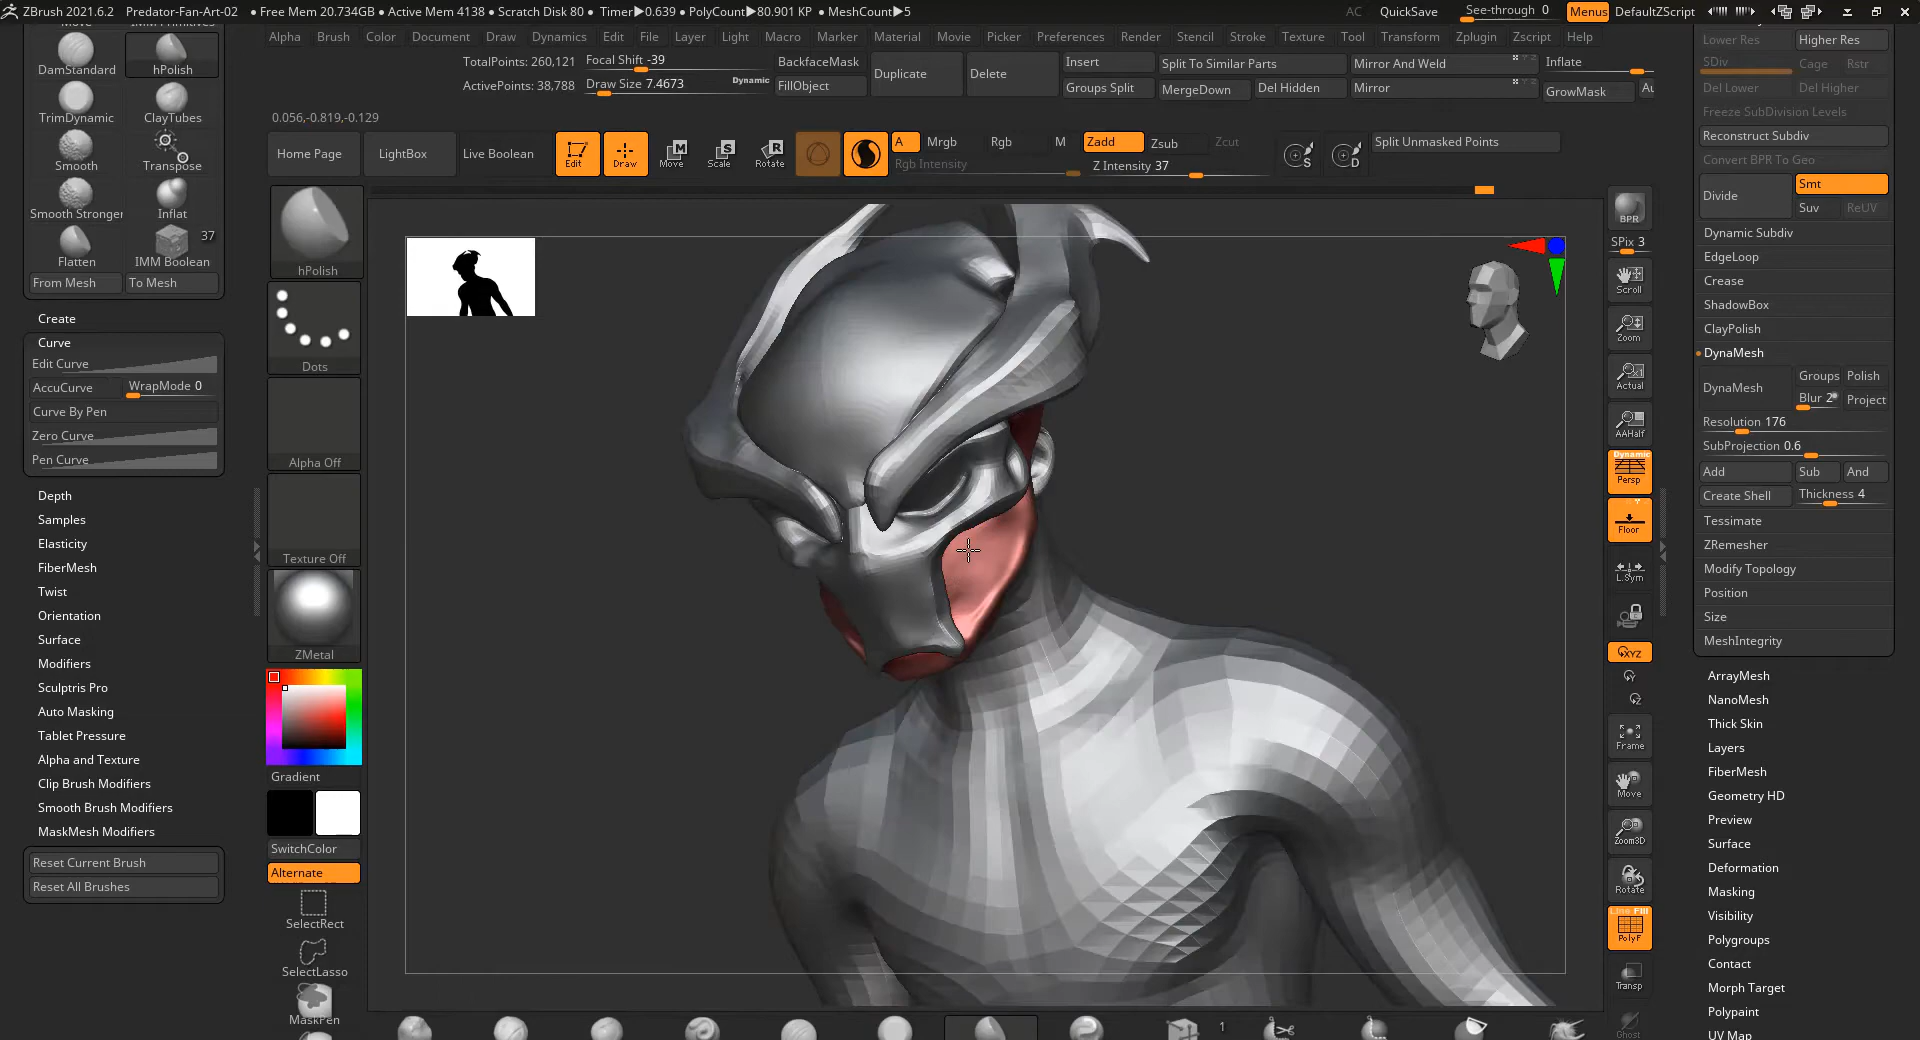 ZBrush 2021.6.2 Predator-Fan-Art-02 • Free Mem 20.734GB • Active Mem 4138 • Scratch Disk 80 • Timer▶0.639 • PolyCount▶80.901 KP • MeshCount▶5 AC QuickSave See-through 0 Menus DefaultZScript
Alpha Brush Color Document Draw Dynamics Edit File Layer Light Macro Marker Material Movie Picker Preferences Render Stencil Stroke Texture Tool Transform Zplugin Zscript Help
TotalPoints: 260,121 Focal Shift -39 BackfaceMask Duplicate Delete Insert Split To Similar Parts Mirror And Weld Inflate
ActivePoints: 38,788 Draw Size 7.4673 Dynamic FillObject Groups Split MergeDown Del Hidden Mirror GrowMask
0.056,-0.819,-0.129
Home Page LightBox Live Boolean Edit Draw Move Scale Rotate A Mrgb Rgb M Zadd Zsub Zcut Split Unmasked Points
Rgb Intensity Z Intensity 37
S D
DamStandard hPolish
TrimDynamic ClayTubes
Smooth Transpose
Smooth Stronger Inflat
37
Flatten IMM Boolean
From Mesh To Mesh
Create
Curve
Edit Curve
AccuCurve WrapMode 0
Curve By Pen
Zero Curve
Pen Curve
Depth
Samples
Elasticity
FiberMesh
Twist
Orientation
Surface
Modifiers
Sculptris Pro
Auto Masking
Tablet Pressure
Alpha and Texture
Clip Brush Modifiers
Smooth Brush Modifiers
MaskMesh Modifiers
Reset Current Brush
Reset All Brushes
hPolish
Dots
Alpha Off
Texture Off
ZMetal
Gradient
SwitchColor
Alternate
SelectRect
SelectLasso
MaskPen
1
BPR
SPix 3
Scroll
Zoom
Actual
AAHalf
Dynamic
Persp
Floor
L.Sym
XYZ
Y
Z
Frame
Move
Zoom3D
Rotate
Line Fill
PolyF
Transp
Ghost
Lower Res Higher Res
SDiv Cage Rstr
Del Lower Del Higher
Freeze SubDivision Levels
Reconstruct Subdiv
Convert BPR To Geo
Divide Smt
Suv ReUV
Dynamic Subdiv
EdgeLoop
Crease
ShadowBox
ClayPolish
DynaMesh
DynaMesh Groups Polish
Blur 2 Project
Resolution 176
SubProjection 0.6
Add Sub And
Create Shell Thickness 4
Tessimate
ZRemesher
Modify Topology
Position
Size
MeshIntegrity
ArrayMesh
NanoMesh
Thick Skin
Layers
FiberMesh
Geometry HD
Preview
Surface
Deformation
Masking
Visibility
Polygroups
Contact
Morph Target
Polypaint
UV Map